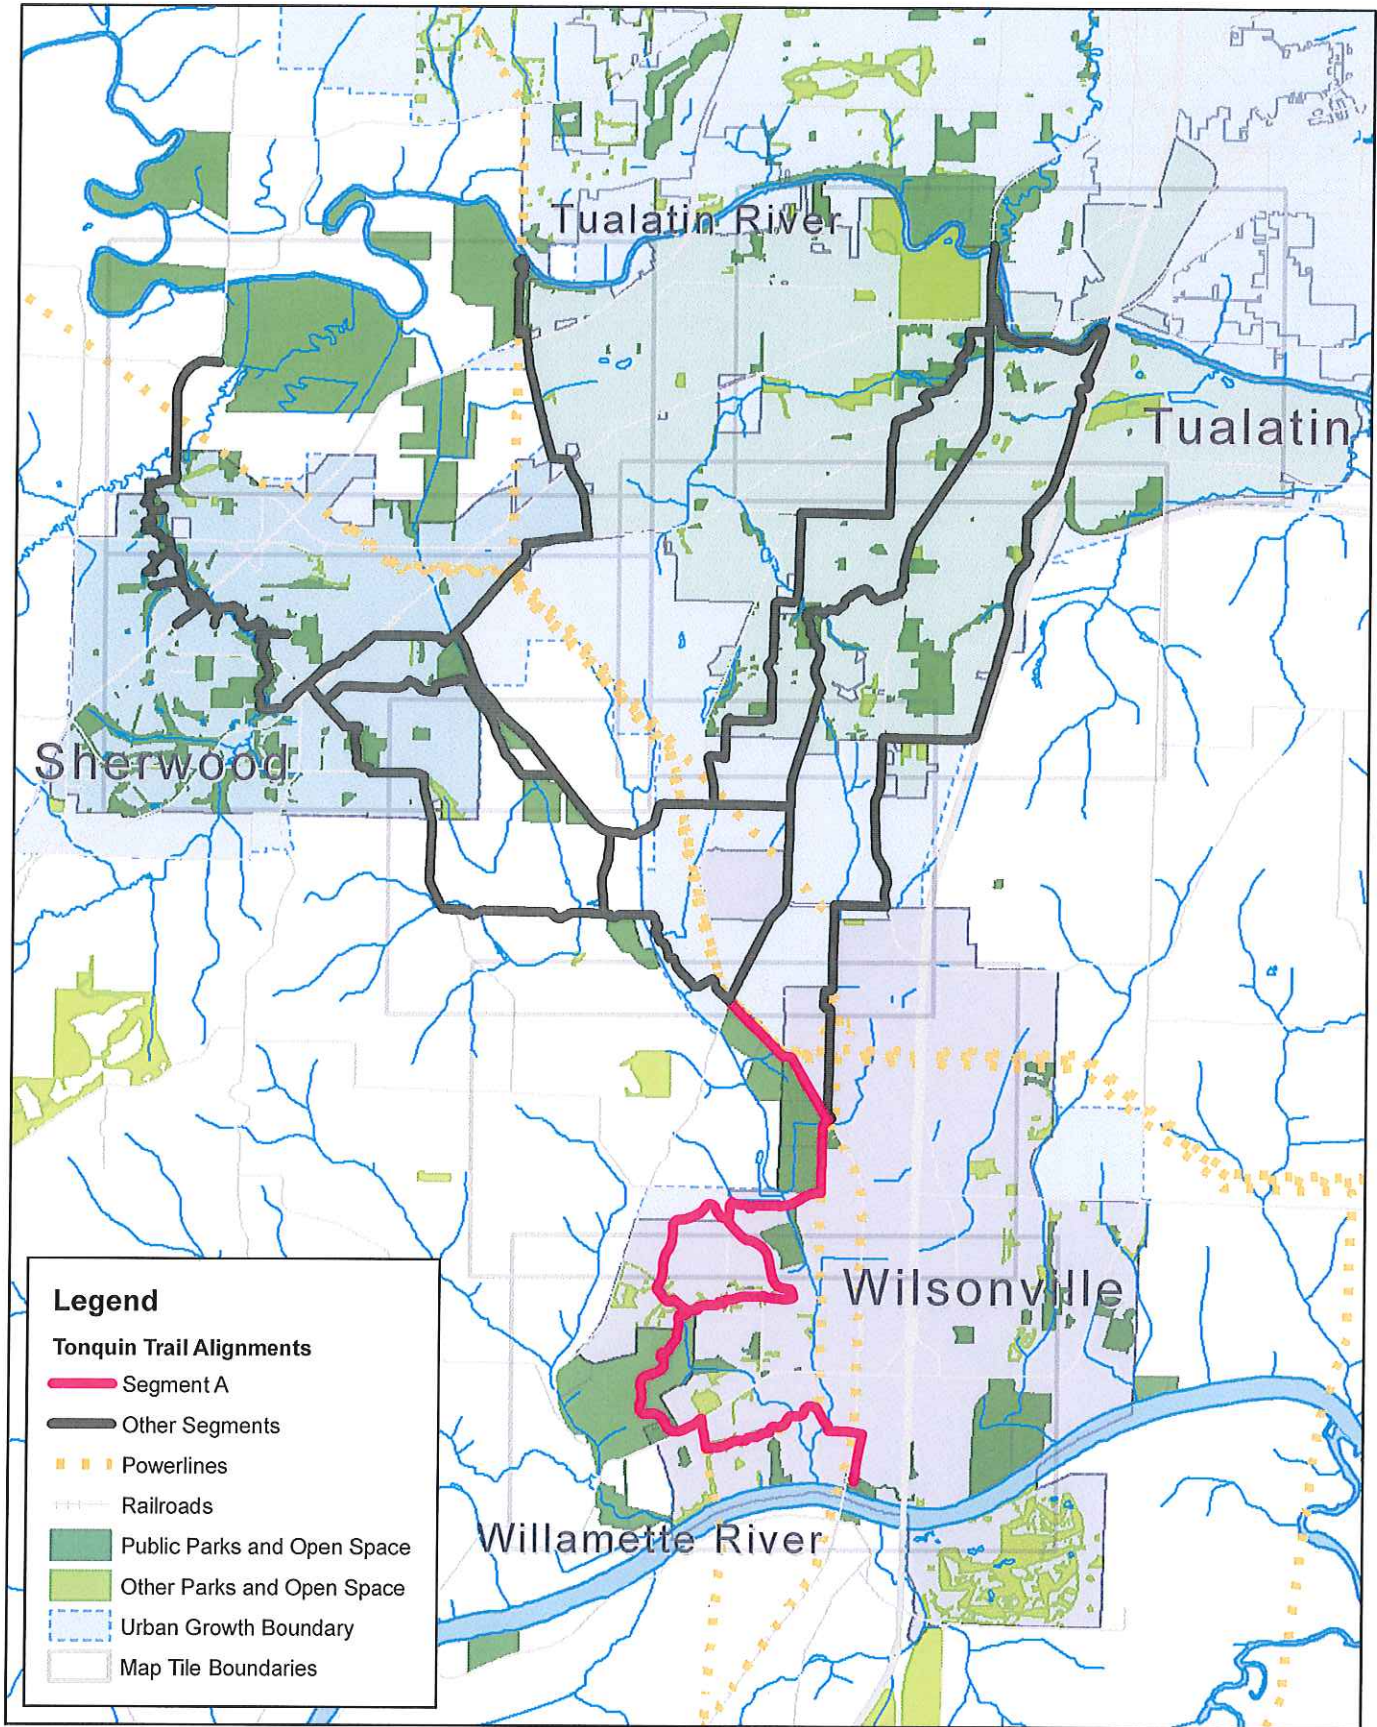 Tualatin River
Tualatin
Sherwood
Wilsonville
Willamette River
Legend
Tonquin Trail Alignments
Segment A
Other Segments
Powerlines
Railroads
Public Parks and Open Space
Other Parks and Open Space
Urban Growth Boundary
Map Tile Boundaries